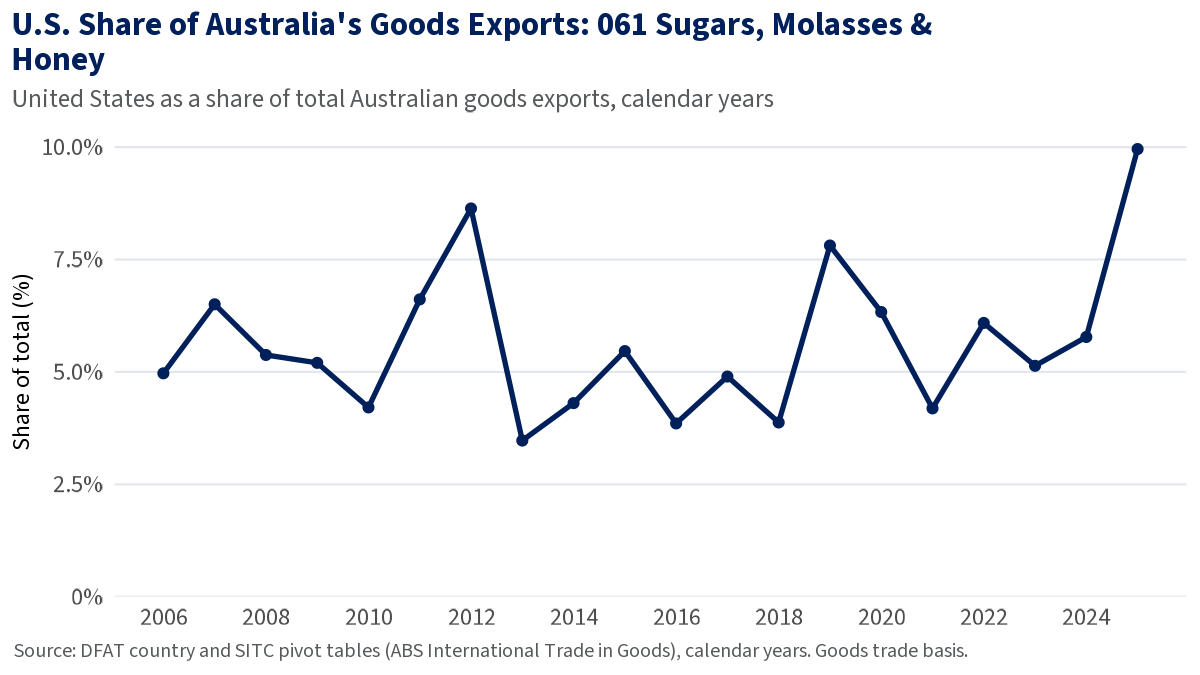 U.S. Share of Australia's Goods Exports: 061 Sugars, Molasses &
Honey
United States as a share of total Australian goods exports, calendar years
10.0%
7.5%
5.0%
2.5%
0%
Share of total (%)
2006 2008 2010 2012 2014 2016 2018 2020 2022 2024
Source: DFAT country and SITC pivot tables (ABS International Trade in Goods), calendar years. Goods trade basis.